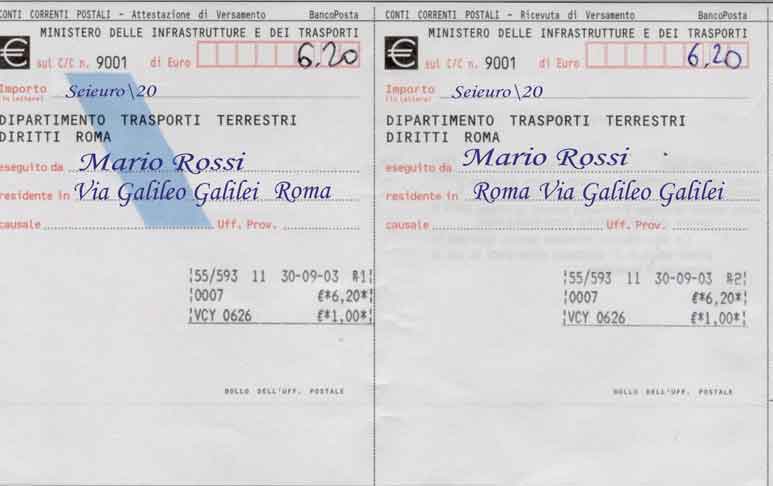 CONTI CORRENTI POSTALI - Attestazione di Versamento BancoPosta
MINISTERO DELLE INFRASTRUTTURE E DEI TRASPORTI
€ sul C/C n. 9001 di Euro 6,20
Importo Seieuro\20
(in lettere)
DIPARTIMENTO TRASPORTI TERRESTRI
DIRITTI ROMA
eseguito da Mario Rossi
residente in Via Galileo Galilei Roma
causale Uff. Prov.
55/593 11 30-09-03 R1
0007 €*6,20*
VCY 0626 €*1,00*
BOLLO DELL'UFF. POSTALE
CONTI CORRENTI POSTALI - Ricevuta di Versamento BancoPosta
MINISTERO DELLE INFRASTRUTTURE E DEI TRASPORTI
€ sul C/C n. 9001 di Euro 6,20
Importo Seieuro\20
(in lettere)
DIPARTIMENTO TRASPORTI TERRESTRI
DIRITTI ROMA
eseguito da Mario Rossi
residente in Roma Via Galileo Galilei
causale Uff. Prov.
55/593 11 30-09-03 R2
0007 €*6,20*
VCY 0626 €*1,00*
BOLLO DELL'UFF. POSTALE